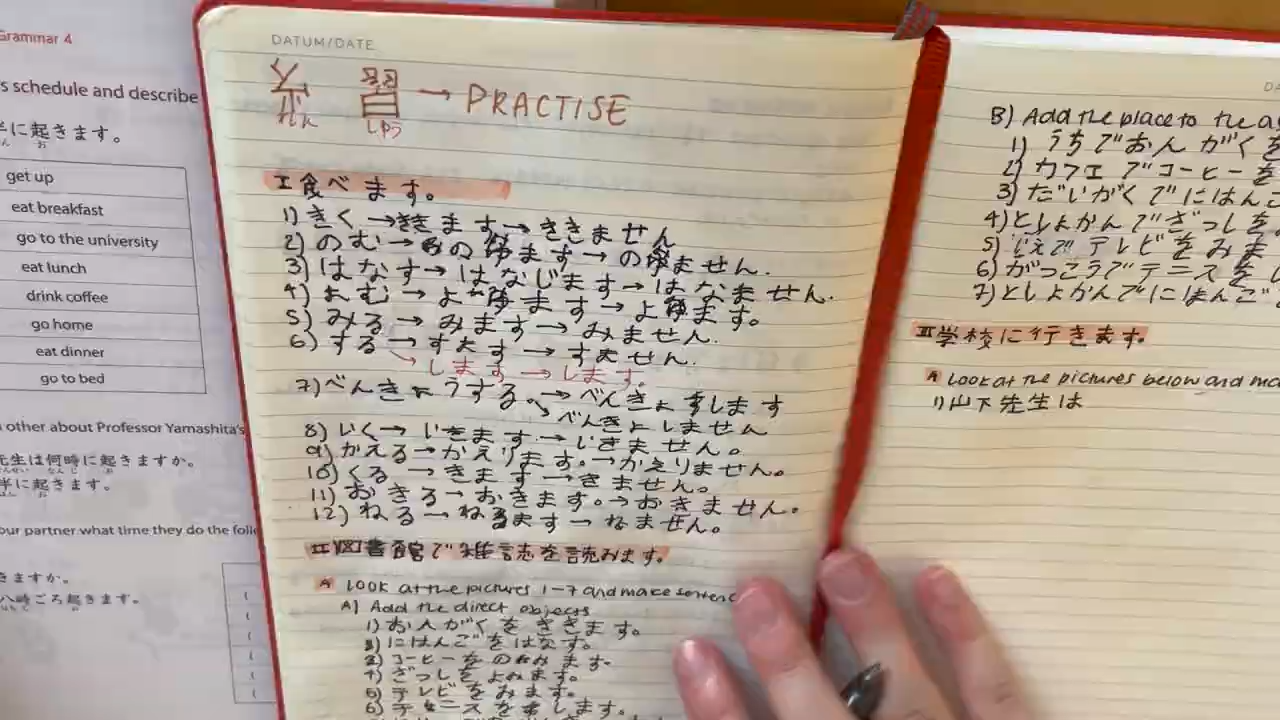 Grammar 4
s schedule and describe
半に起きます。
get up
eat breakfast
go to the university
eat lunch
drink coffee
go home
eat dinner
go to bed
other about Professor Yamashita's
先生は何時に起きますか。
半に起きます。
our partner what time they do the foll
きますか。
八時ごろ起きます。
DATUM/DATE
習 → PRACTISE
れん しゅう
I 食べます。
1) きく → ききます → ききません
2) のむ → のみます → のみません.
3) はなす → はなします → はなません.
4) よむ → よみます → よみます。
5) みる → みます → みません.
6) する → すます → すません.
します → します。
7) べんきょうする → べんきょうします
べんきょしません
8) いく → いきます → いきません。
9) かえる → かえります。→ かえりません。
10) くる → きます → きません。
11) おきる → おきます。→ おきません。
12) ねる → ねます → ねません。
II 図書館で雑誌を読みます。
A Look at the pictures 1-7 and make sentenc
A) Add the direct objects
1) おんがくをききます。
2) にほんごをはなす。
3) コーヒーをのみます.
4) ざっしをよみます。
5) テレビをみます。
6) テニスをします。
B) Add the place to the a
1) うちでおんがくを
2) カフェでコーヒーを
3) だいがくでにほんご
4) としょかんでざっしを
5) いえでテレビをみま
6) がっこうでテニスを
7) としょかんでにほんご
III 学校に行きます。
A Look at the pictures below and mak
1) 山下先生は